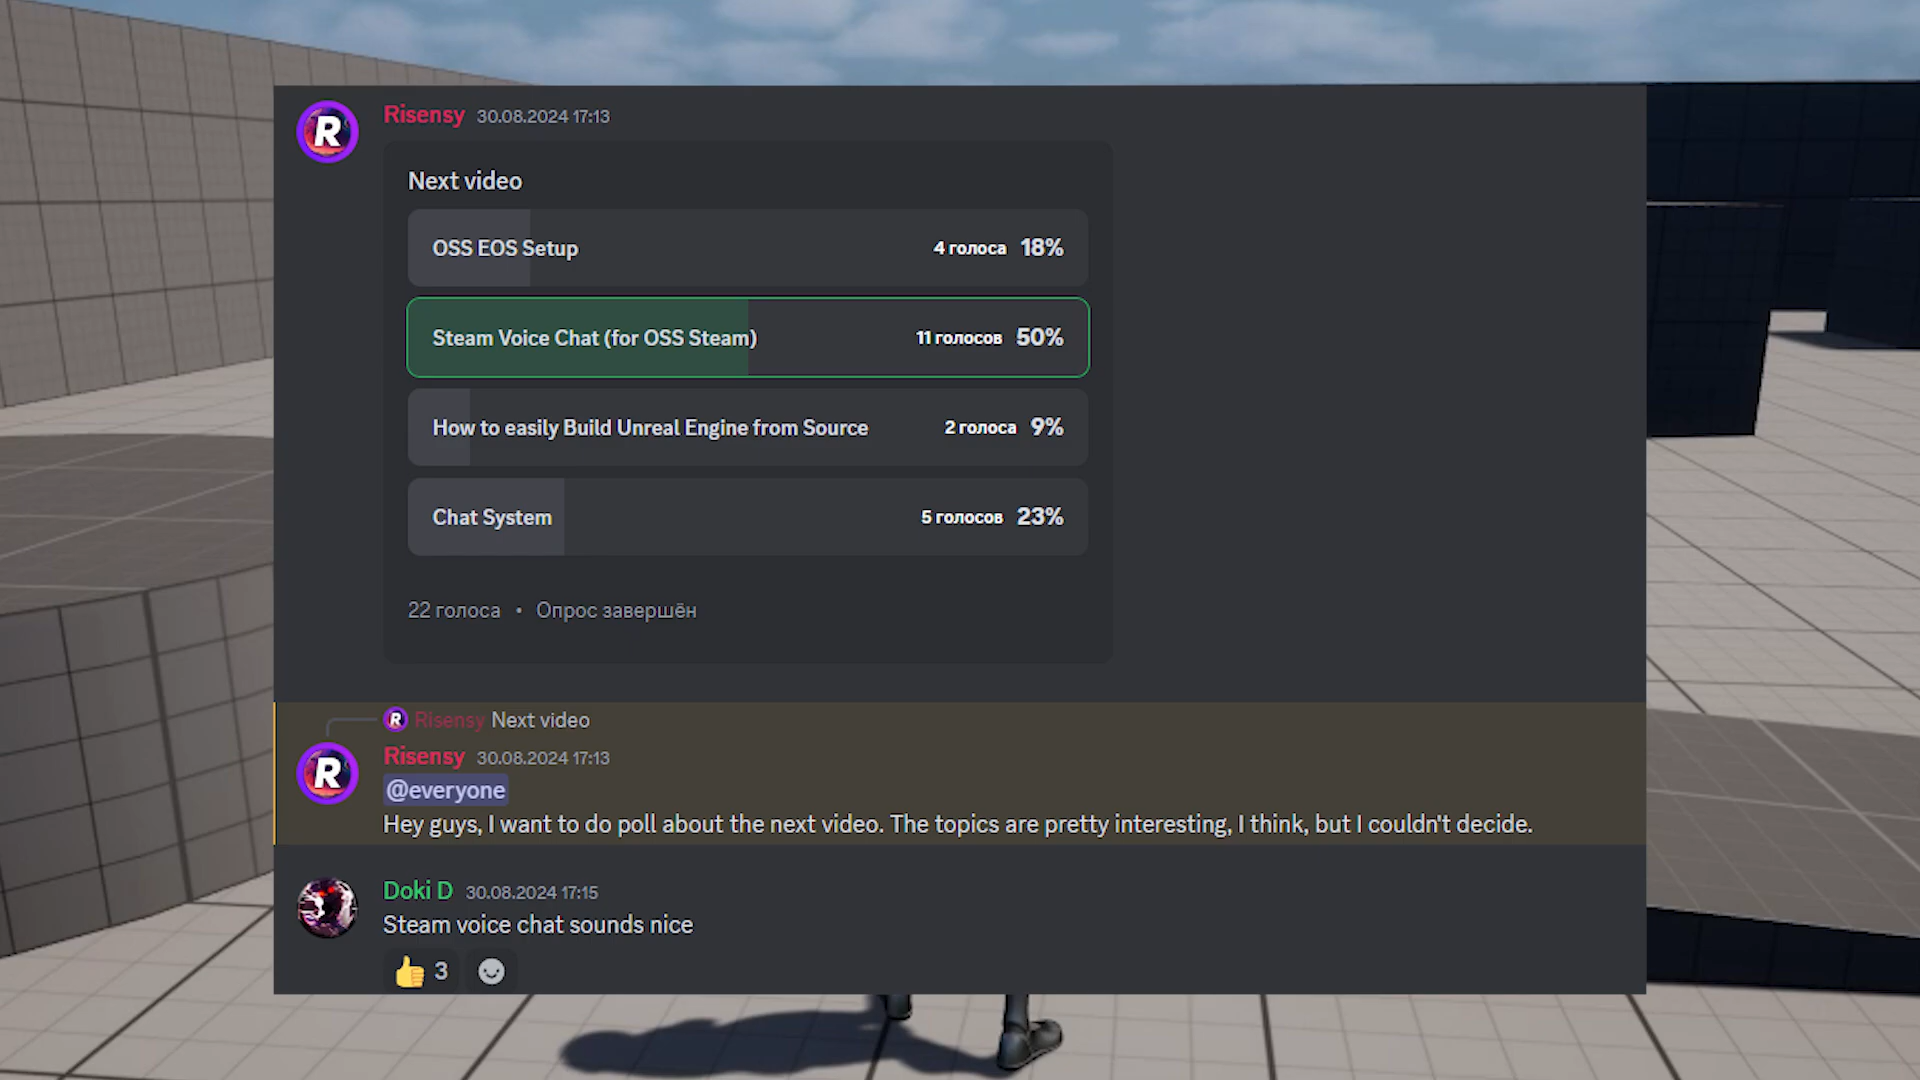 R
Risensy 30.08.2024 17:13
Next video
OSS EOS Setup 4 голоса 18%
Steam Voice Chat (for OSS Steam) 11 голосов 50%
How to easily Build Unreal Engine from Source 2 голоса 9%
Chat System 5 голосов 23%
22 голоса • Опрос завершён
R Risensy Next video
R
Risensy 30.08.2024 17:13
@everyone
Hey guys, I want to do poll about the next video. The topics are pretty interesting, I think, but I couldn't decide.
Doki D 30.08.2024 17:15
Steam voice chat sounds nice
3